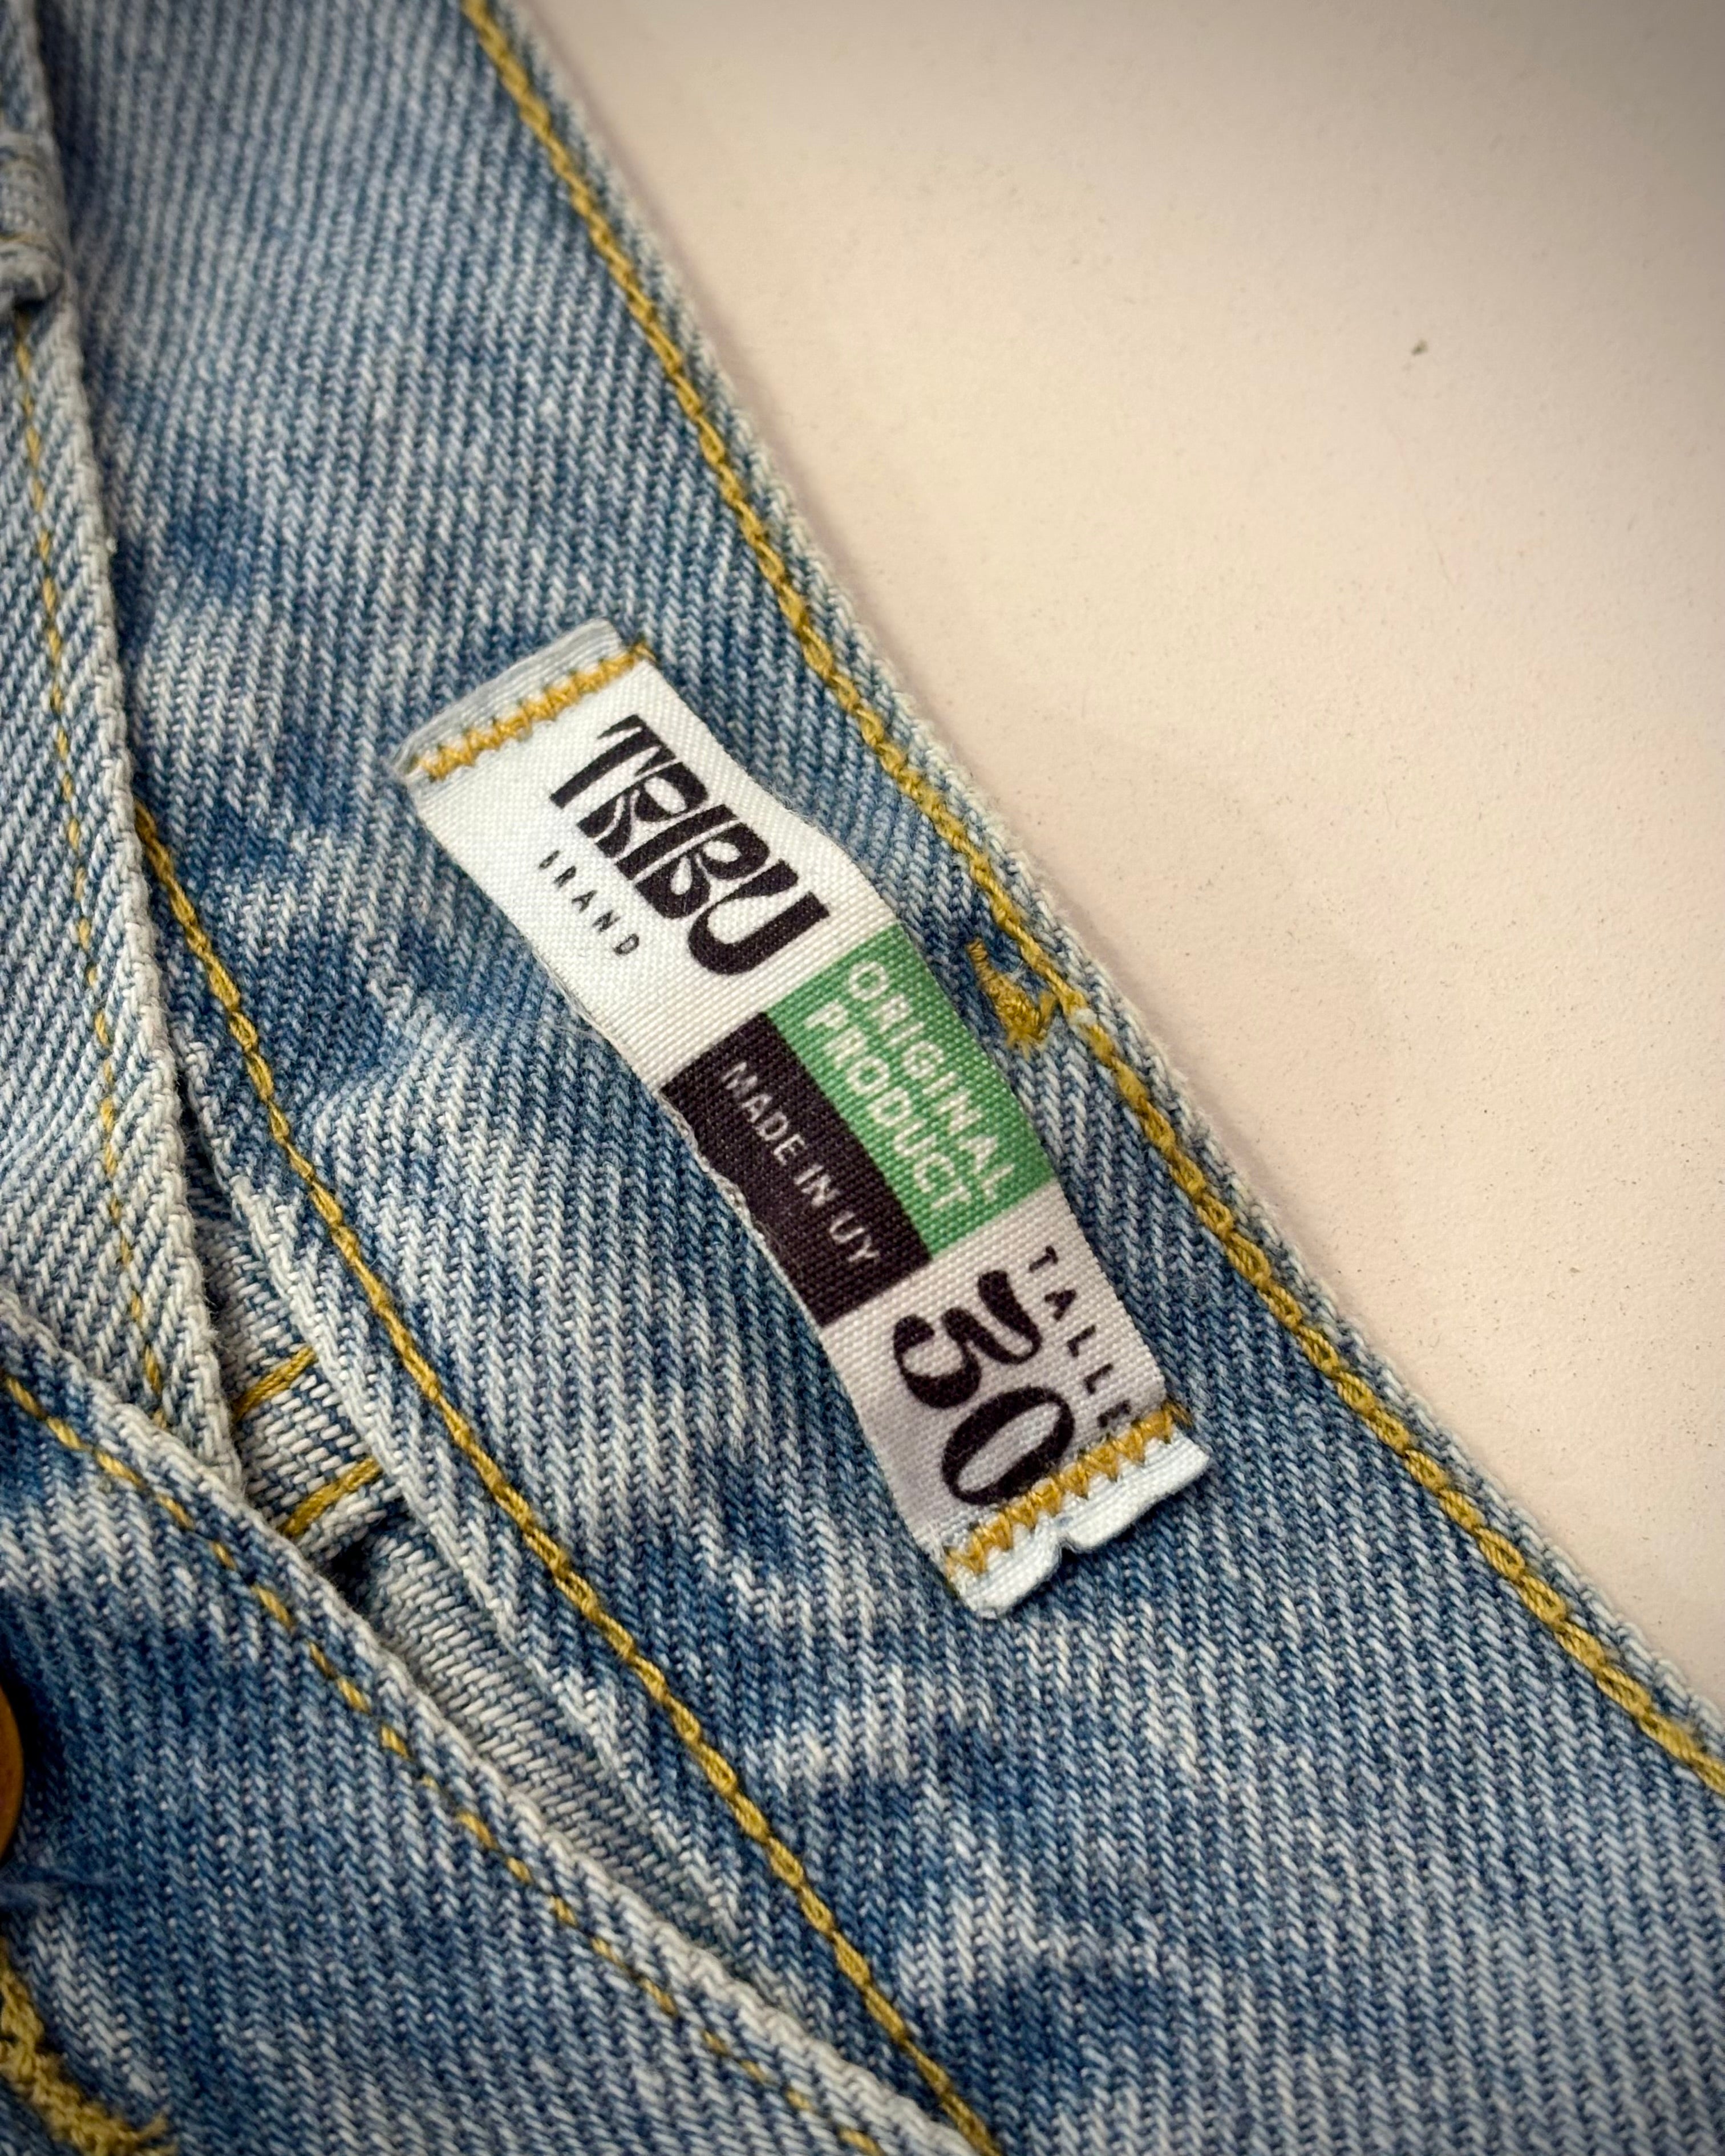 TRIBU
BRAND
ORIGINAL
PRODUCT
MADE IN UY
TALLE
30